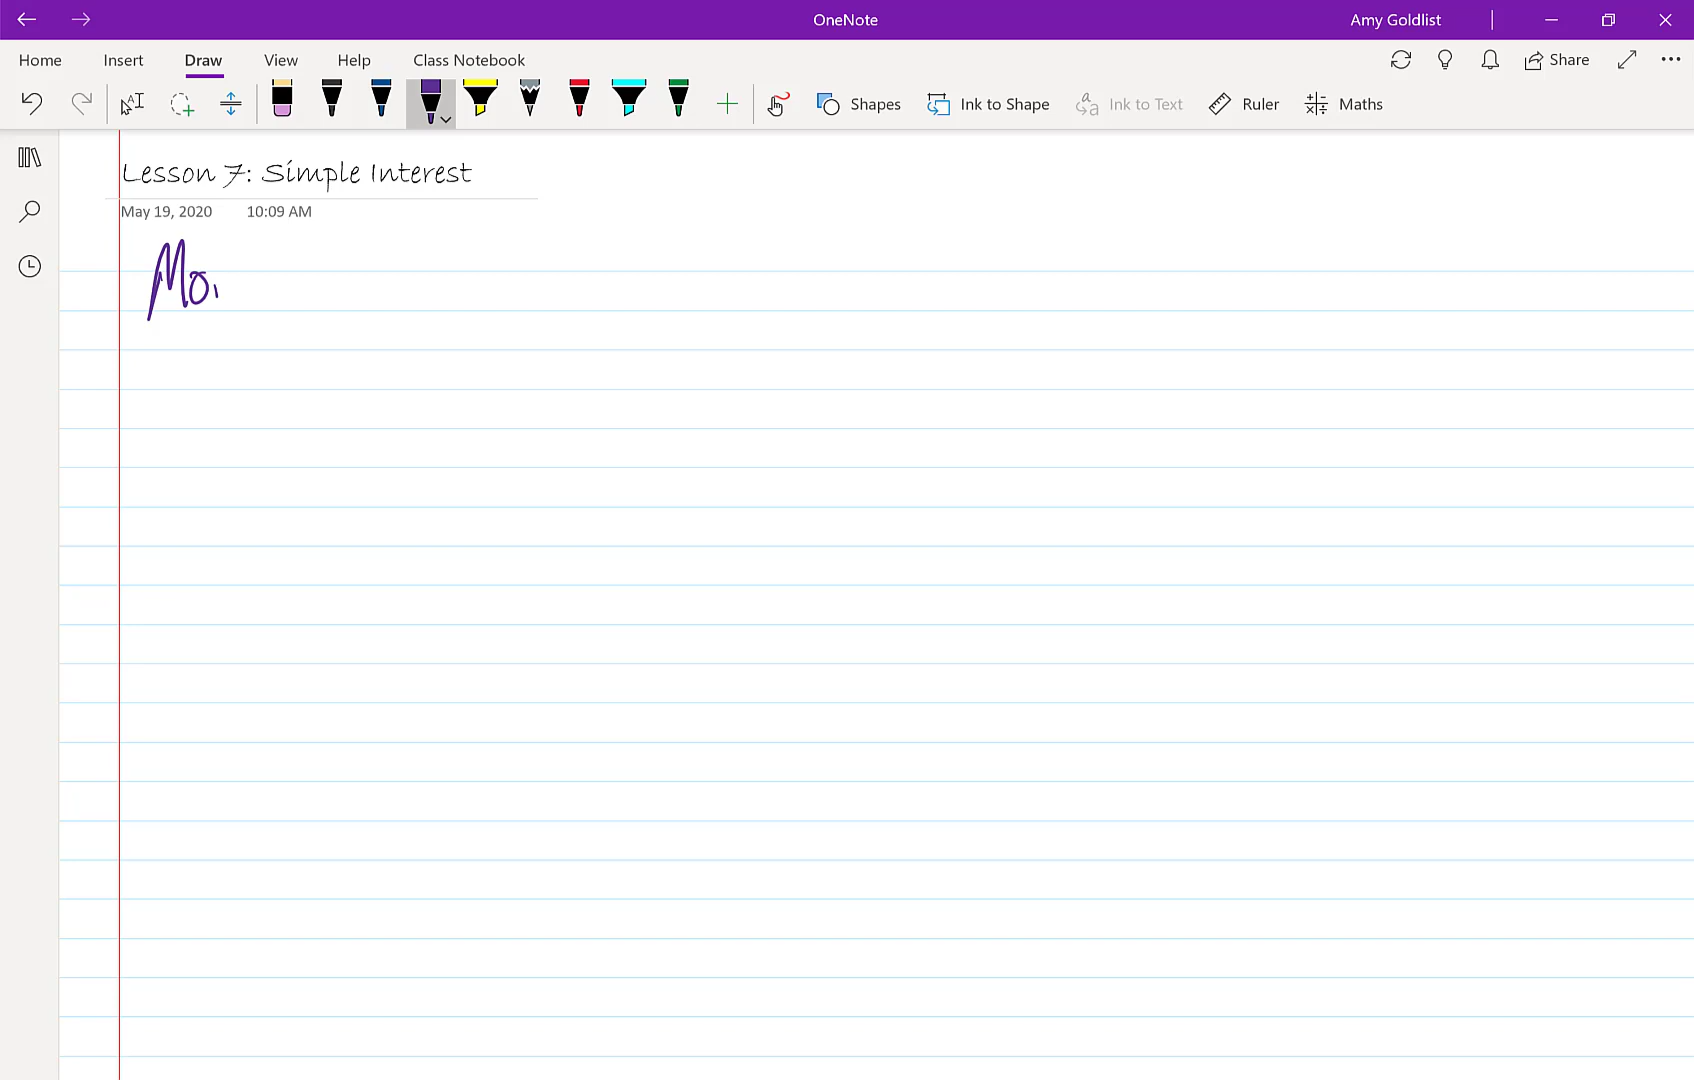 OneNote
Amy Goldlist
Home Insert Draw View Help Class Notebook Share
Shapes Ink to Shape Ink to Text Ruler Maths
Lesson 7: Simple Interest
May 19, 2020 10:09 AM
Mo